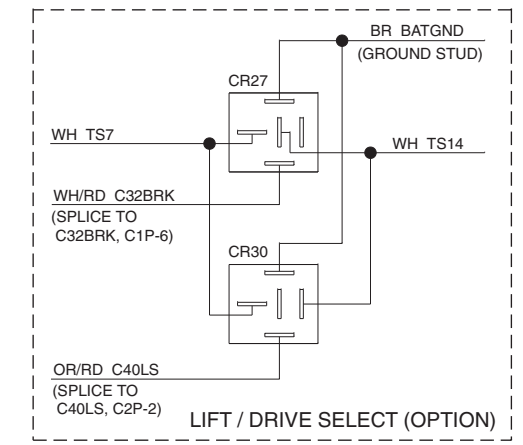 BR BATGND
(GROUND STUD)
CR27
WH TS7
WH TS14
WH/RD C32BRK
(SPLICE TO
C32BRK, C1P-6)
CR30
OR/RD C40LS
(SPLICE TO
C40LS, C2P-2)
LIFT / DRIVE SELECT (OPTION)